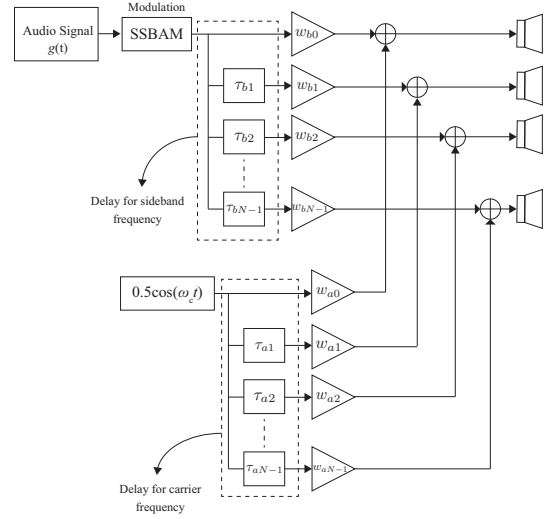 Modulation
Audio Signal
g(t)
SSBAM
w_{b0}
τ_{b1}
w_{b1}
τ_{b2}
w_{b2}
Delay for sideband
frequency
τ_{bN−1}
w_{bN−1}
0.5cos(ω_c t)
w_{a0}
τ_{a1}
w_{a1}
τ_{a2}
w_{a2}
τ_{aN−1}
w_{aN−1}
Delay for carrier
frequency